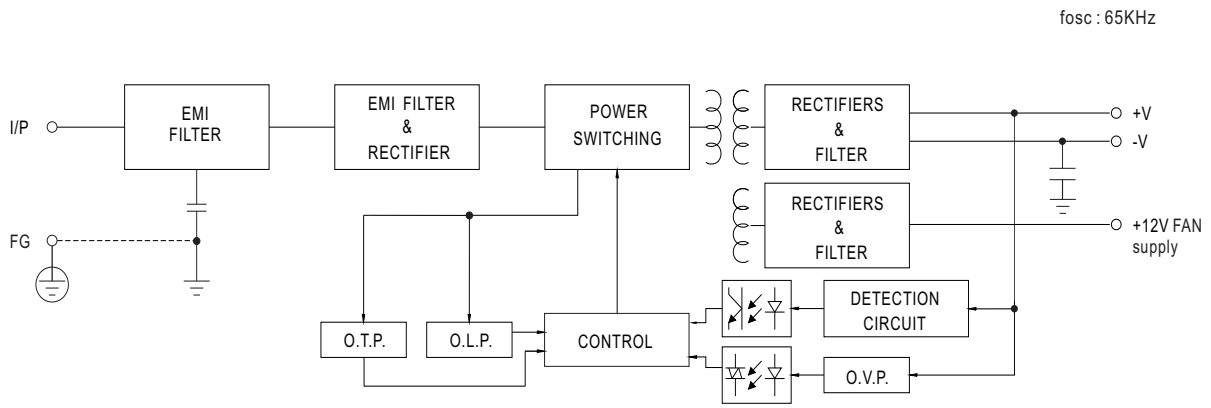 fosc : 65KHz
I/P
EMI
FILTER
EMI FILTER
&
RECTIFIER
POWER
SWITCHING
RECTIFIERS
&
FILTER
+V
-V
RECTIFIERS
&
FILTER
+12V FAN
supply
FG
O.T.P.
O.L.P.
CONTROL
DETECTION
CIRCUIT
O.V.P.